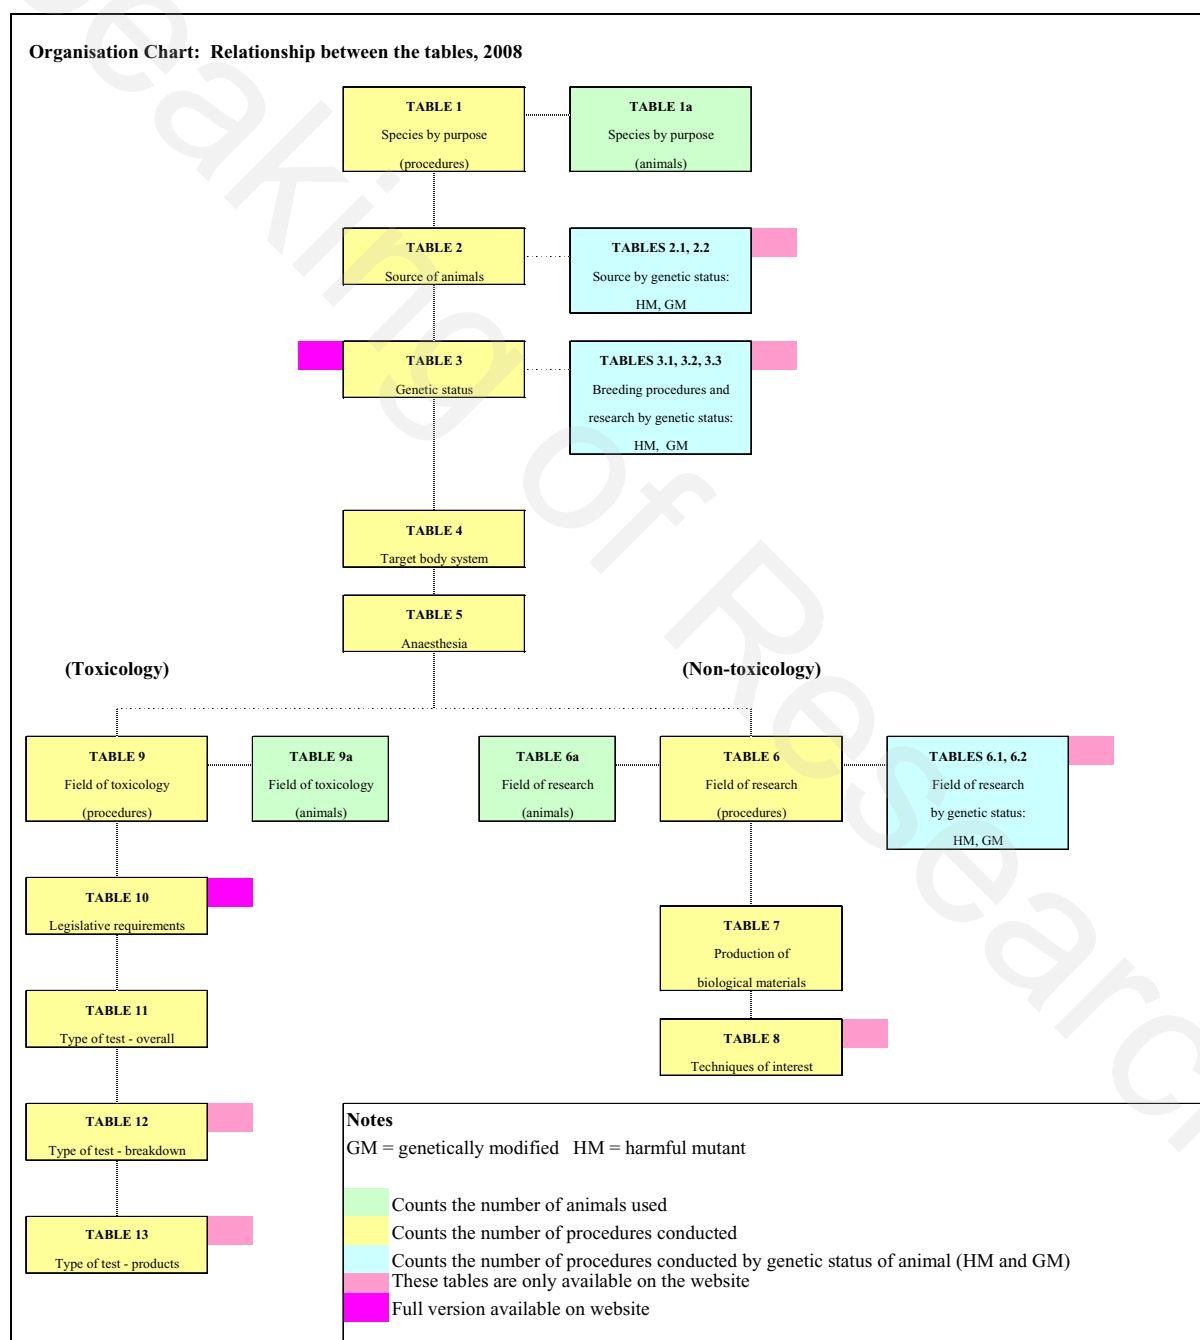 Organisation Chart: Relationship between the tables, 2008
TABLE 1
Species by purpose
(procedures)
TABLE 1a
Species by purpose
(animals)
TABLE 2
Source of animals
TABLES 2.1, 2.2
Source by genetic status:
HM, GM
TABLE 3
Genetic status
TABLES 3.1, 3.2, 3.3
Breeding procedures and
research by genetic status:
HM, GM
TABLE 4
Target body system
TABLE 5
Anaesthesia
(Toxicology)
(Non-toxicology)
TABLE 9
Field of toxicology
(procedures)
TABLE 9a
Field of toxicology
(animals)
TABLE 6a
Field of research
(animals)
TABLE 6
Field of research
(procedures)
TABLES 6.1, 6.2
Field of research
by genetic status:
HM, GM
TABLE 10
Legislative requirements
TABLE 7
Production of
biological materials
TABLE 11
Type of test - overall
TABLE 8
Techniques of interest
TABLE 12
Type of test - breakdown
TABLE 13
Type of test - products
Notes
GM = genetically modified HM = harmful mutant
Counts the number of animals used
Counts the number of procedures conducted
Counts the number of procedures conducted by genetic status of animal (HM and GM)
These tables are only available on the website
Full version available on website
eaking of Researc